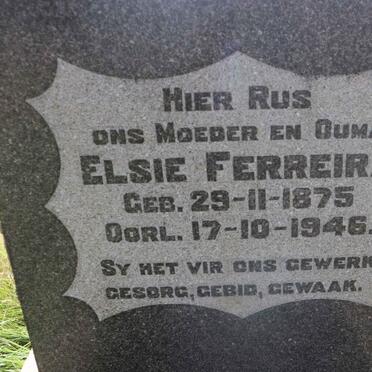 HIER RUS
ONS MOEDER EN OUMA
ELSIE FERREIRA
GEB. 29-11-1875
OORL. 17-10-1946.
SY HET VIR ONS GEWERK
GESORG, GEBID, GEWAAK.